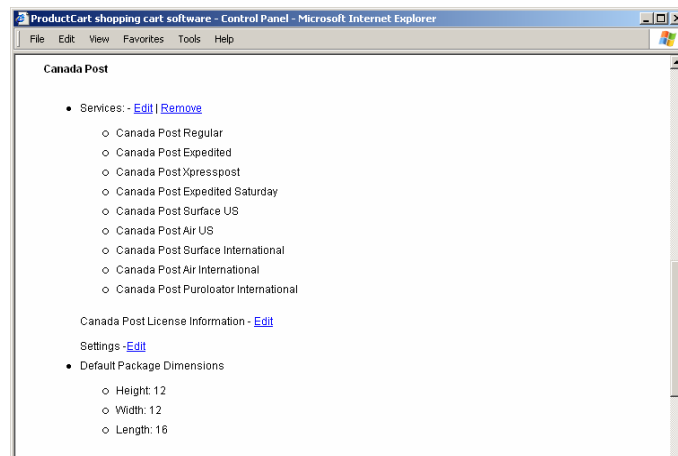 ProductCart shopping cart software - Control Panel - Microsoft Internet Explorer
File Edit View Favorites Tools Help
Canada Post
Services: - Edit | Remove
Canada Post Regular
Canada Post Expedited
Canada Post Xpresspost
Canada Post Expedited Saturday
Canada Post Surface US
Canada Post Air US
Canada Post Surface International
Canada Post Air International
Canada Post Puroloator International
Canada Post License Information - Edit
Settings -Edit
Default Package Dimensions
Height: 12
Width: 12
Length: 16